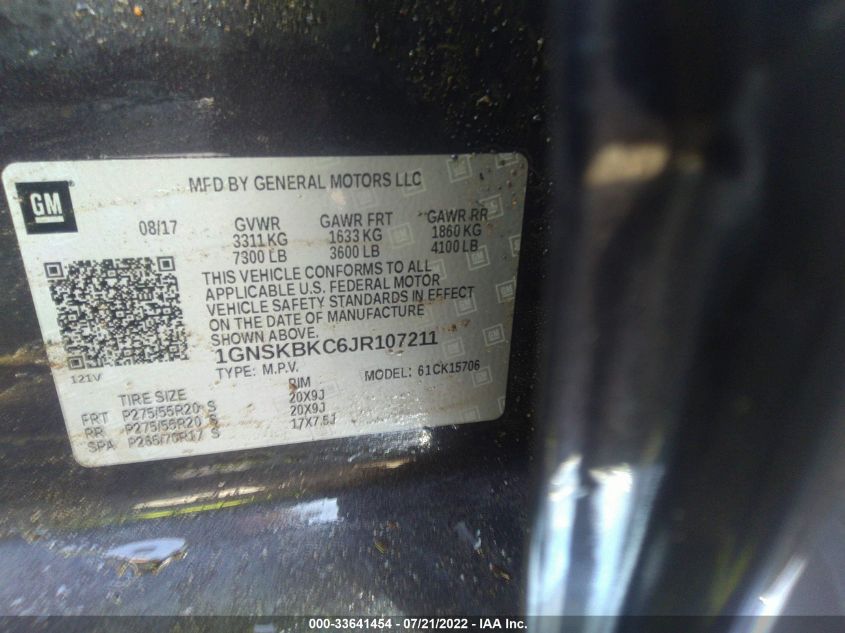 GM
MFD BY GENERAL MOTORS LLC
08/17 GVWR GAWR FRT GAWR RR
3311 KG 1633 KG 1860 KG
7300 LB 3600 LB 4100 LB
THIS VEHICLE CONFORMS TO ALL
APPLICABLE U.S. FEDERAL MOTOR
VEHICLE SAFETY STANDARDS IN EFFECT
ON THE DATE OF MANUFACTURE
SHOWN ABOVE.
1GNSKBKC6JR107211
121V TYPE: M.P.V. MODEL: 61CK15706
TIRE SIZE RIM
FRT P275/55R20 S 20X9J
RR P275/55R20 S 20X9J
SPA P265/70R17 S 17X7.5J
000-33641454 - 07/21/2022 - IAA Inc.